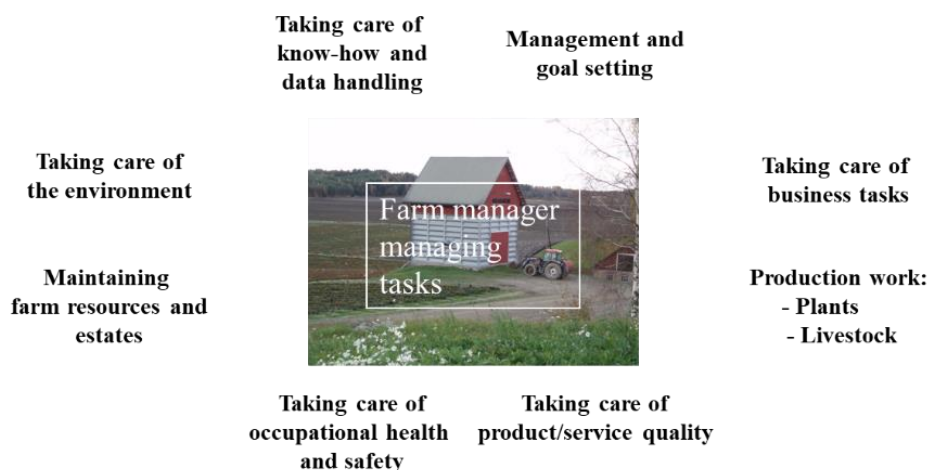 Taking care of
know-how and
data handling
Management and
goal setting
Taking care of
the environment
Taking care of
business tasks
Farm manager
managing
tasks
Maintaining
farm resources and
estates
Production work:
- Plants
- Livestock
Taking care of
occupational health
and safety
Taking care of
product/service quality